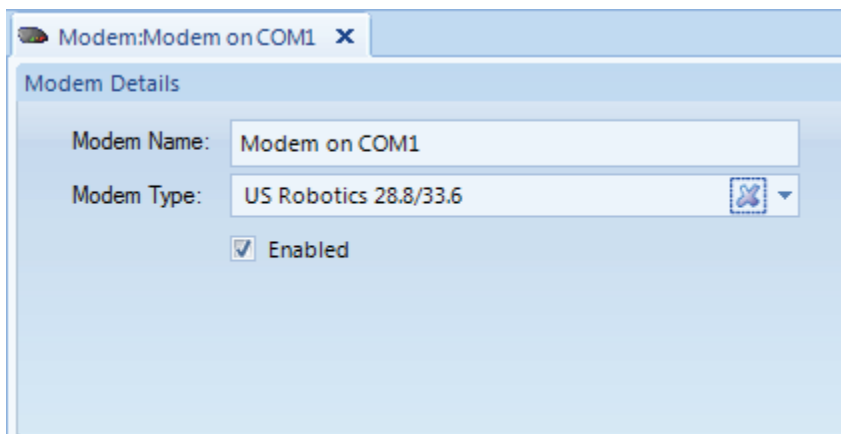 Modem:Modem on COM1
Modem Details
Modem Name: Modem on COM1
Modem Type: US Robotics 28.8/33.6
Enabled